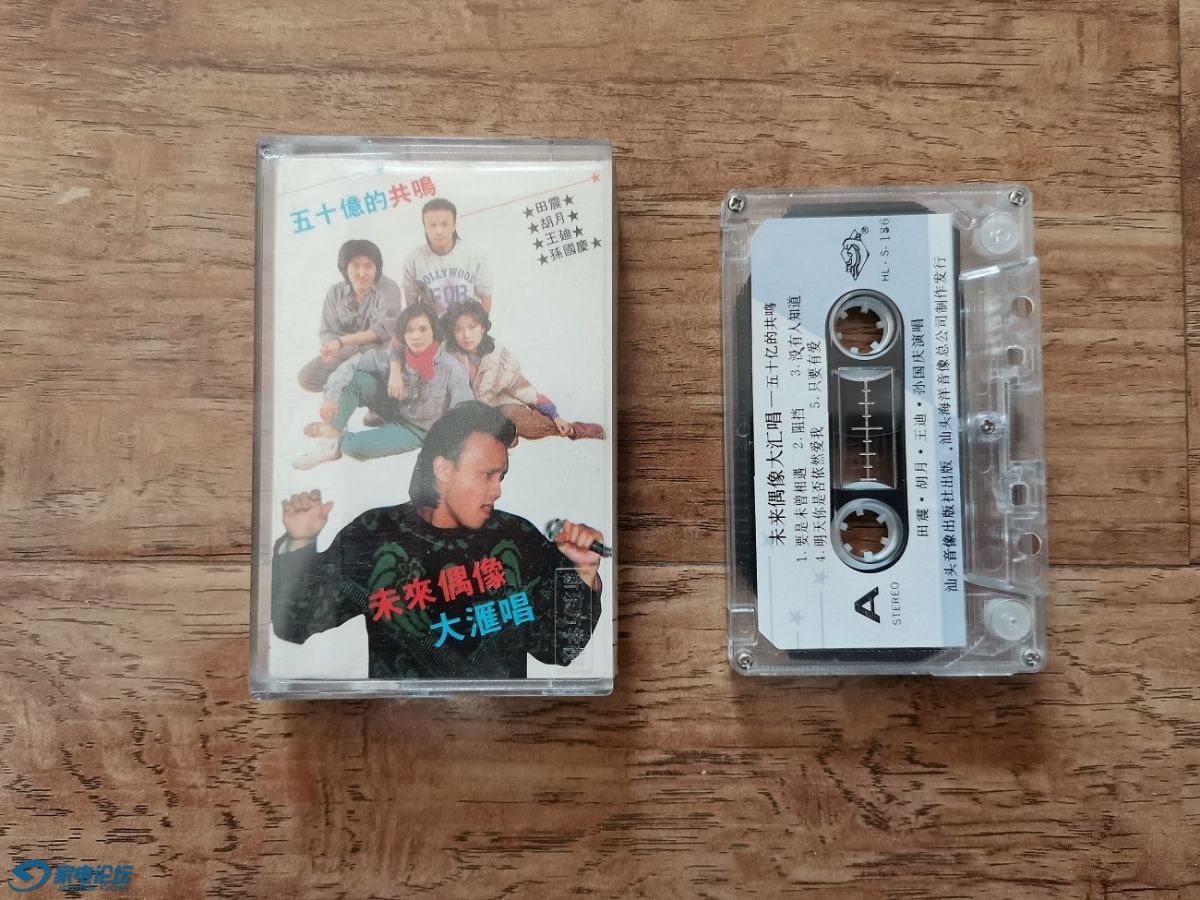 五十億的共鳴
★田震★
★胡月★
★王廸★
★孫國慶★
HOLLYWOOD
未來偶像
大滙唱
未来偶像大汇唱—五十亿的共鸣
1.要是未曾相遇 2.阻挡 3.没有人知道
4.明天你是否依然爱我 5.只要有爱
A
STEREO
HL·S-186
®
田震·胡月·王迪·孙国庆演唱
汕头音像出版社出版．汕头海洋音像总公司制作发行
家电论坛